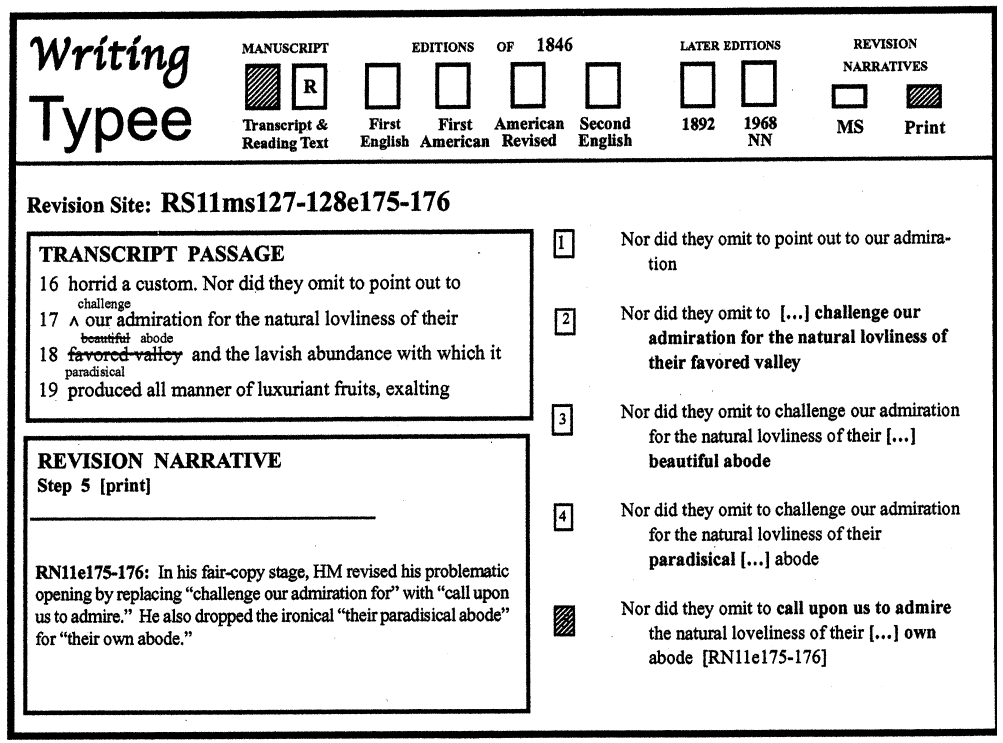 Writing
Typee
MANUSCRIPT
R
Transcript &
Reading Text
EDITIONS OF 1846
First
English
First
American
American
Revised
Second
English
LATER EDITIONS
1892
1968
NN
REVISION
NARRATIVES
MS
Print
Revision Site: RS11ms127-128e175-176
TRANSCRIPT PASSAGE
16 horrid a custom. Nor did they omit to point out to
challenge
17 ʌ our admiration for the natural lovliness of their
beautiful abode
18 favored valley and the lavish abundance with which it
paradisical
19 produced all manner of luxuriant fruits, exalting
REVISION NARRATIVE
Step 5 [print]
RN11e175-176: In his fair-copy stage, HM revised his problematic
opening by replacing “challenge our admiration for” with “call upon
us to admire.” He also dropped the ironical “their paradisical abode”
for “their own abode.”
1 Nor did they omit to point out to our admira-
tion
2 Nor did they omit to [...] challenge our
admiration for the natural lovliness of
their favored valley
3 Nor did they omit to challenge our admiration
for the natural lovliness of their [...]
beautiful abode
4 Nor did they omit to challenge our admiration
for the natural lovliness of their
paradisical [...] abode
Nor did they omit to call upon us to admire
the natural loveliness of their [...] own
abode [RN11e175-176]